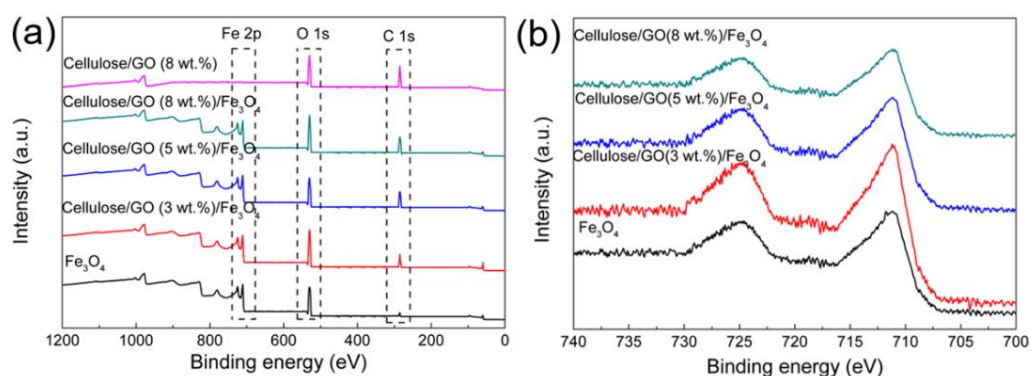 (a)
Fe 2p
O 1s
C 1s
Cellulose/GO (8 wt.%)
Cellulose/GO (8 wt.%)/Fe₃O₄
Cellulose/GO (5 wt.%)/Fe₃O₄
Cellulose/GO (3 wt.%)/Fe₃O₄
Fe₃O₄
Intensity (a.u.)
1200 1000 800 600 400 200 0
Binding energy (eV)
(b)
Cellulose/GO(8 wt.%)/Fe₃O₄
Cellulose/GO(5 wt.%)/Fe₃O₄
Cellulose/GO(3 wt.%)/Fe₃O₄
Fe₃O₄
Intensity (a.u.)
740 735 730 725 720 715 710 705 700
Binding energy (eV)